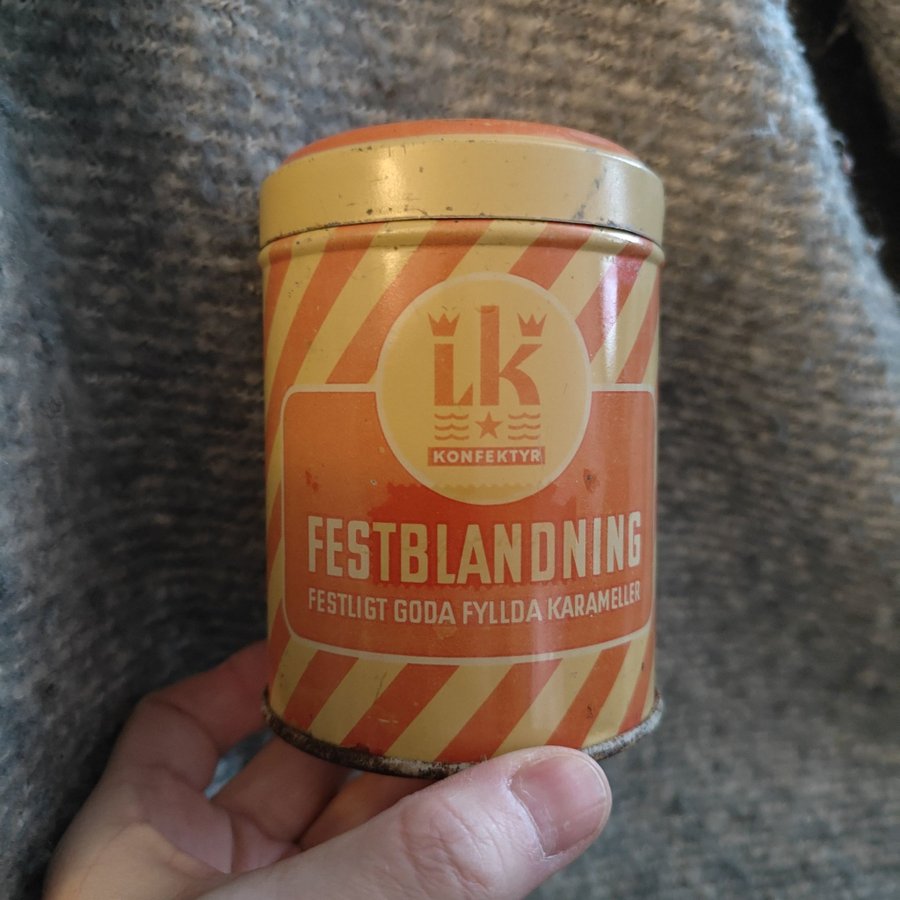 lk
KONFEKTYR
FESTBLANDNING
FESTLIGT GODA FYLLDA KARAMELLER